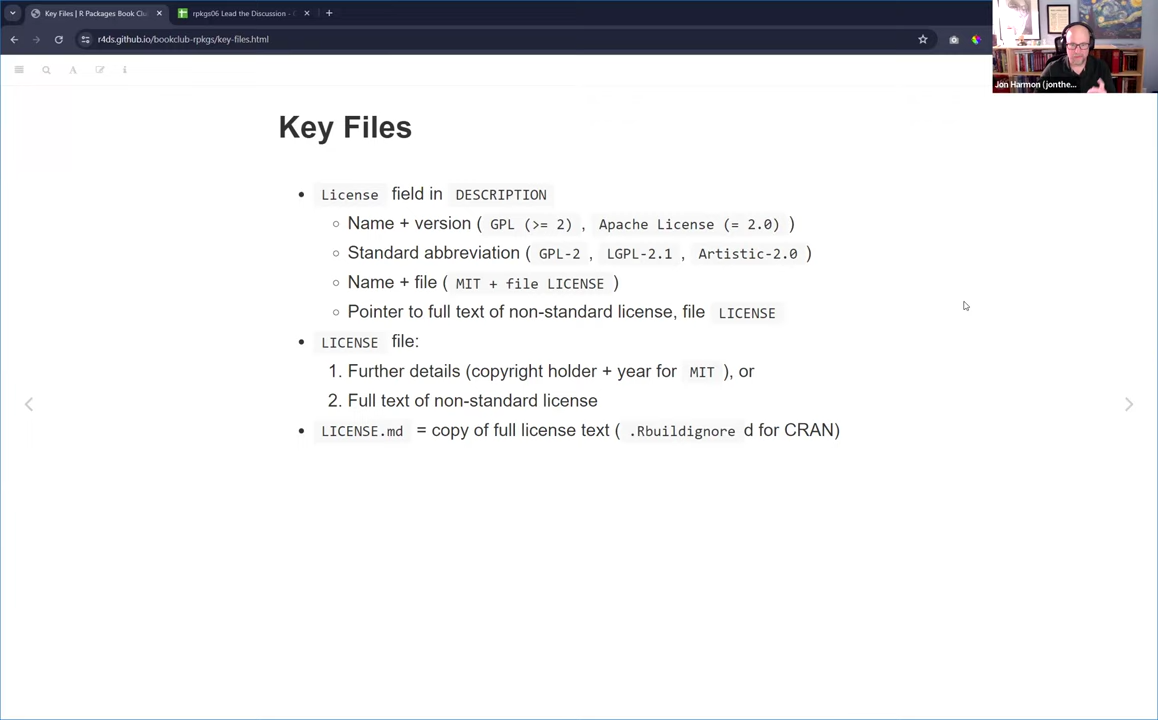 Key Files | R Packages Book Clu
rpkgs06 Lead the Discussion -
r4ds.github.io/bookclub-rpkgs/key-files.html
Jon Harmon (jonthe...
Key Files
License field in DESCRIPTION
Name + version ( GPL (>= 2) , Apache License (= 2.0) )
Standard abbreviation ( GPL-2 , LGPL-2.1 , Artistic-2.0 )
Name + file ( MIT + file LICENSE )
Pointer to full text of non-standard license, file LICENSE
LICENSE file:
1. Further details (copyright holder + year for MIT ), or
2. Full text of non-standard license
LICENSE.md = copy of full license text ( .Rbuildignore d for CRAN)